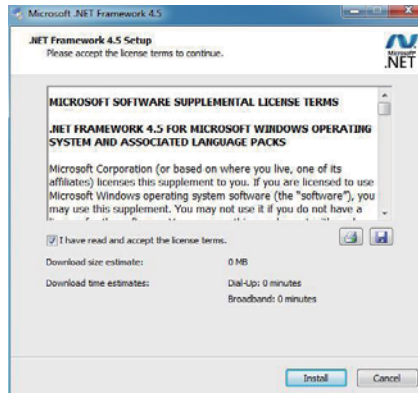 Microsoft .NET Framework 4.5
.NET Framework 4.5 Setup
Please accept the license terms to continue.
Microsoft
.NET
MICROSOFT SOFTWARE SUPPLEMENTAL LICENSE TERMS
.NET FRAMEWORK 4.5 FOR MICROSOFT WINDOWS OPERATING
SYSTEM AND ASSOCIATED LANGUAGE PACKS
Microsoft Corporation (or based on where you live, one of its
affiliates) licenses this supplement to you. If you are licensed to use
Microsoft Windows operating system software (the "software"), you
may use this supplement. You may not use it if you do not have a
I have read and accept the license terms.
Download size estimate: 0 MB
Download time estimates: Dial-Up: 0 minutes
Broadband: 0 minutes
Install Cancel